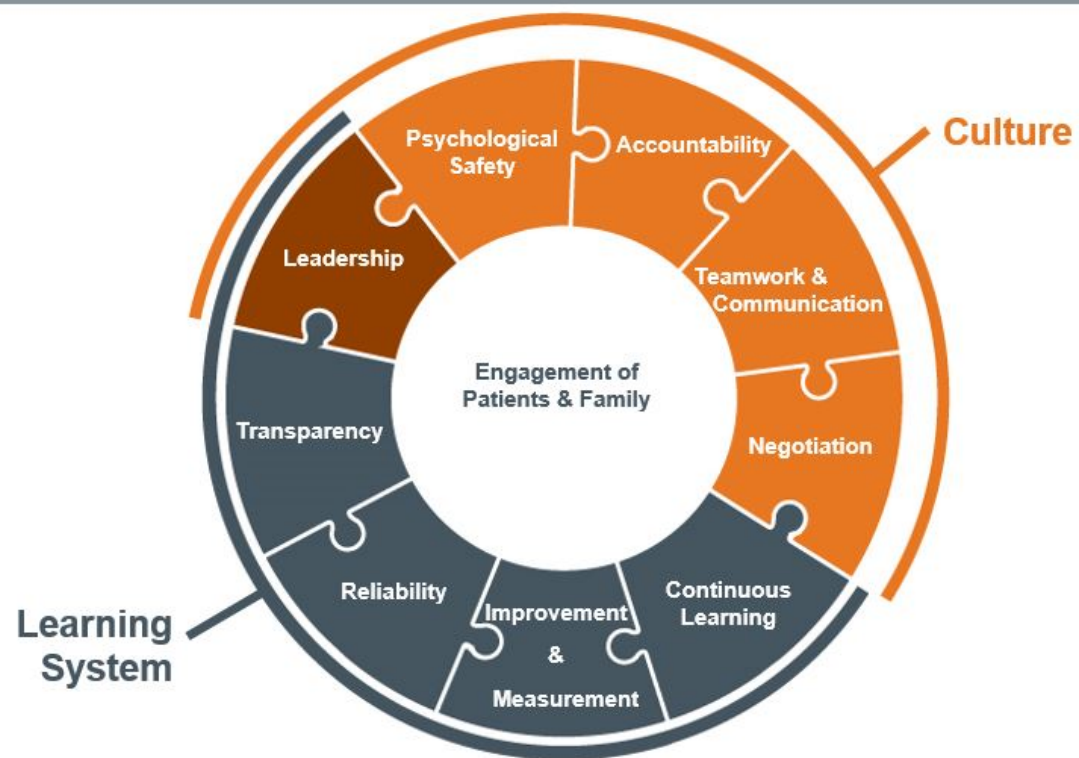 Psychological
Safety
Accountability
Culture
Leadership
Teamwork &
Communication
Engagement of
Patients & Family
Transparency
Negotiation
Reliability
Improvement
&
Measurement
Continuous
Learning
Learning
System